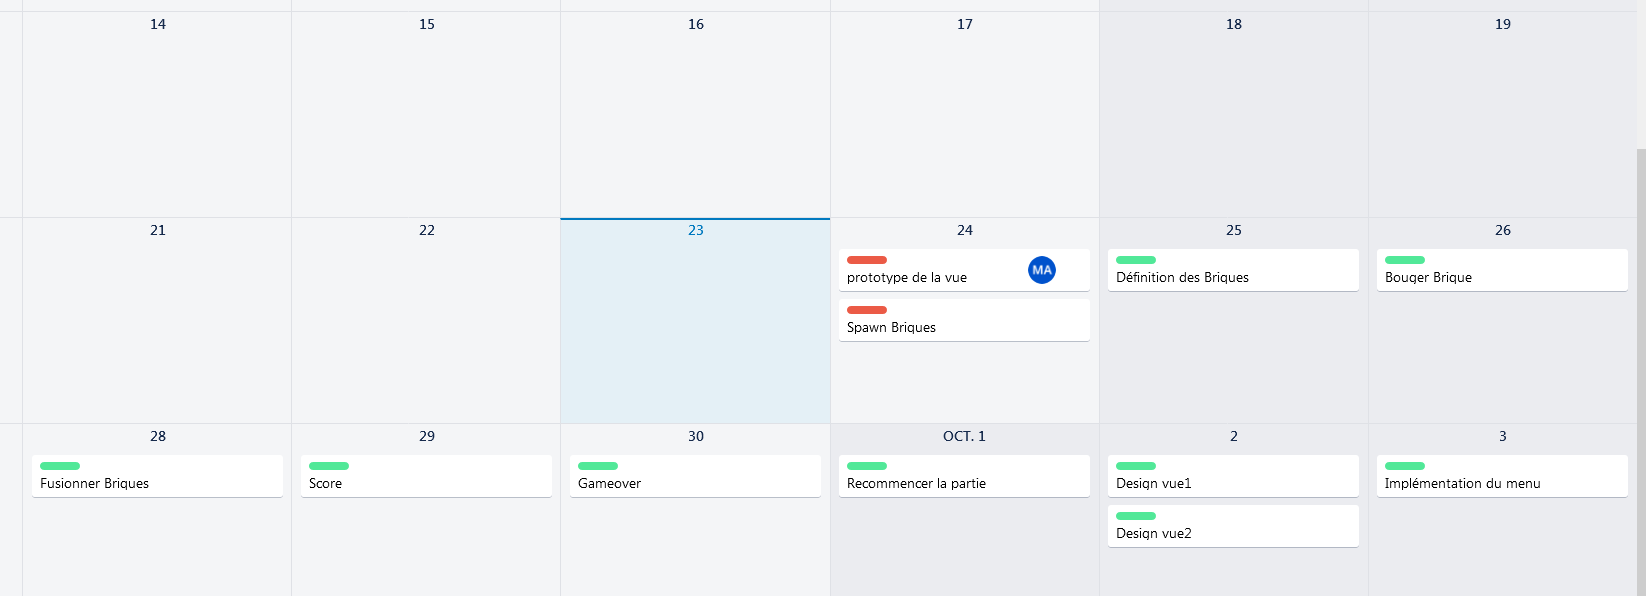 14
15
16
17
18
19
21
22
23
24
25
26
prototype de la vue
MA
Définition des Briques
Bouger Brique
Spawn Briques
28
29
30
OCT. 1
2
3
Fusionner Briques
Score
Gameover
Recommencer la partie
Design vue1
Implémentation du menu
Design vue2